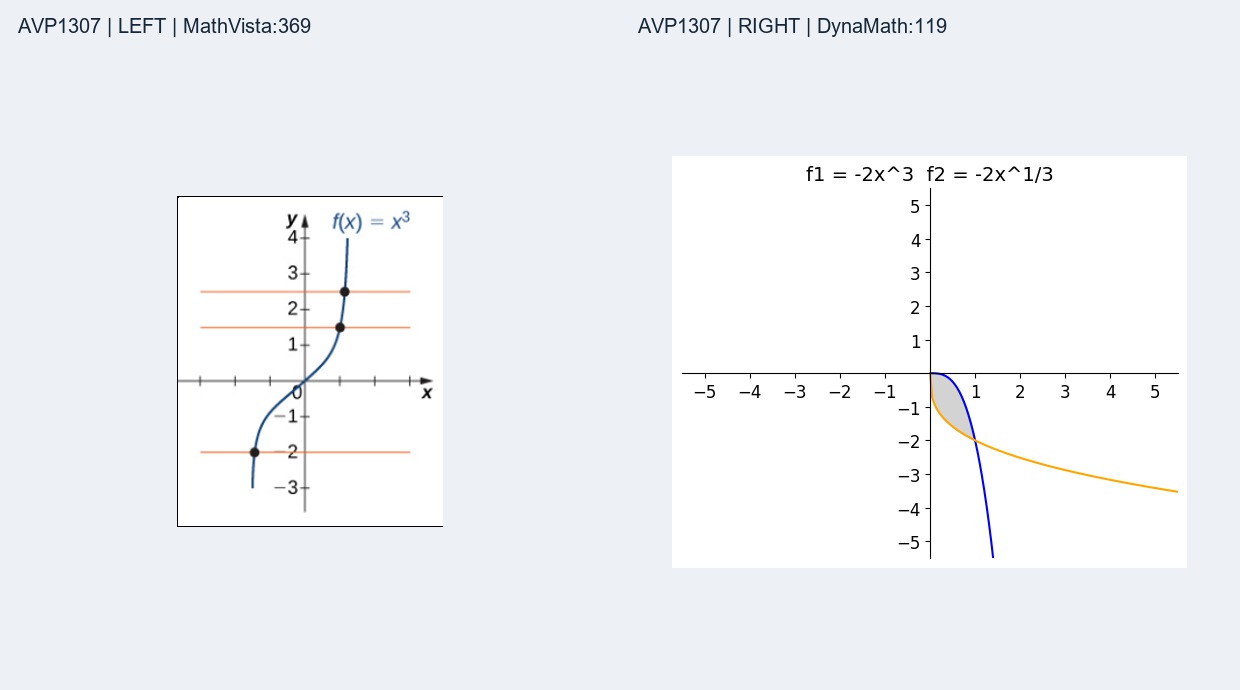 AVP1307 | LEFT | MathVista:369
AVP1307 | RIGHT | DynaMath:119
y
f(x) = x³
4
3
2
1
0
−1
−2
−3
x
f1 = -2x^3 f2 = -2x^1/3
5
4
3
2
1
−5 −4 −3 −2 −1 1 2 3 4 5
−1
−2
−3
−4
−5